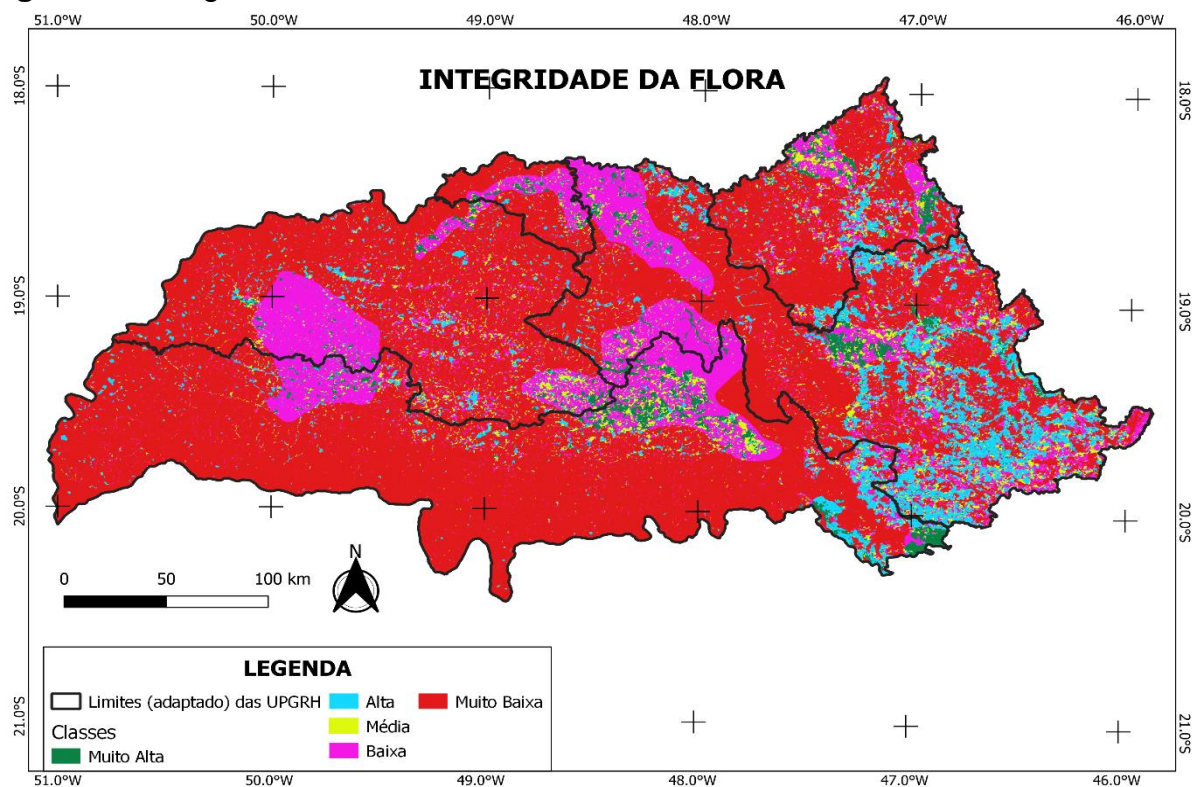 51.0°W 50.0°W 49.0°W 48.0°W 47.0°W 46.0°W
INTEGRIDADE DA FLORA
18.0°S 18.0°S
19.0°S 19.0°S
20.0°S 20.0°S
N
0 50 100 km
LEGENDA
Limites (adaptado) das UPGRH
Classes
Muito Alta
Alta
Média
Baixa
Muito Baixa
21.0°S 21.0°S
51.0°W 50.0°W 49.0°W 48.0°W 47.0°W 46.0°W